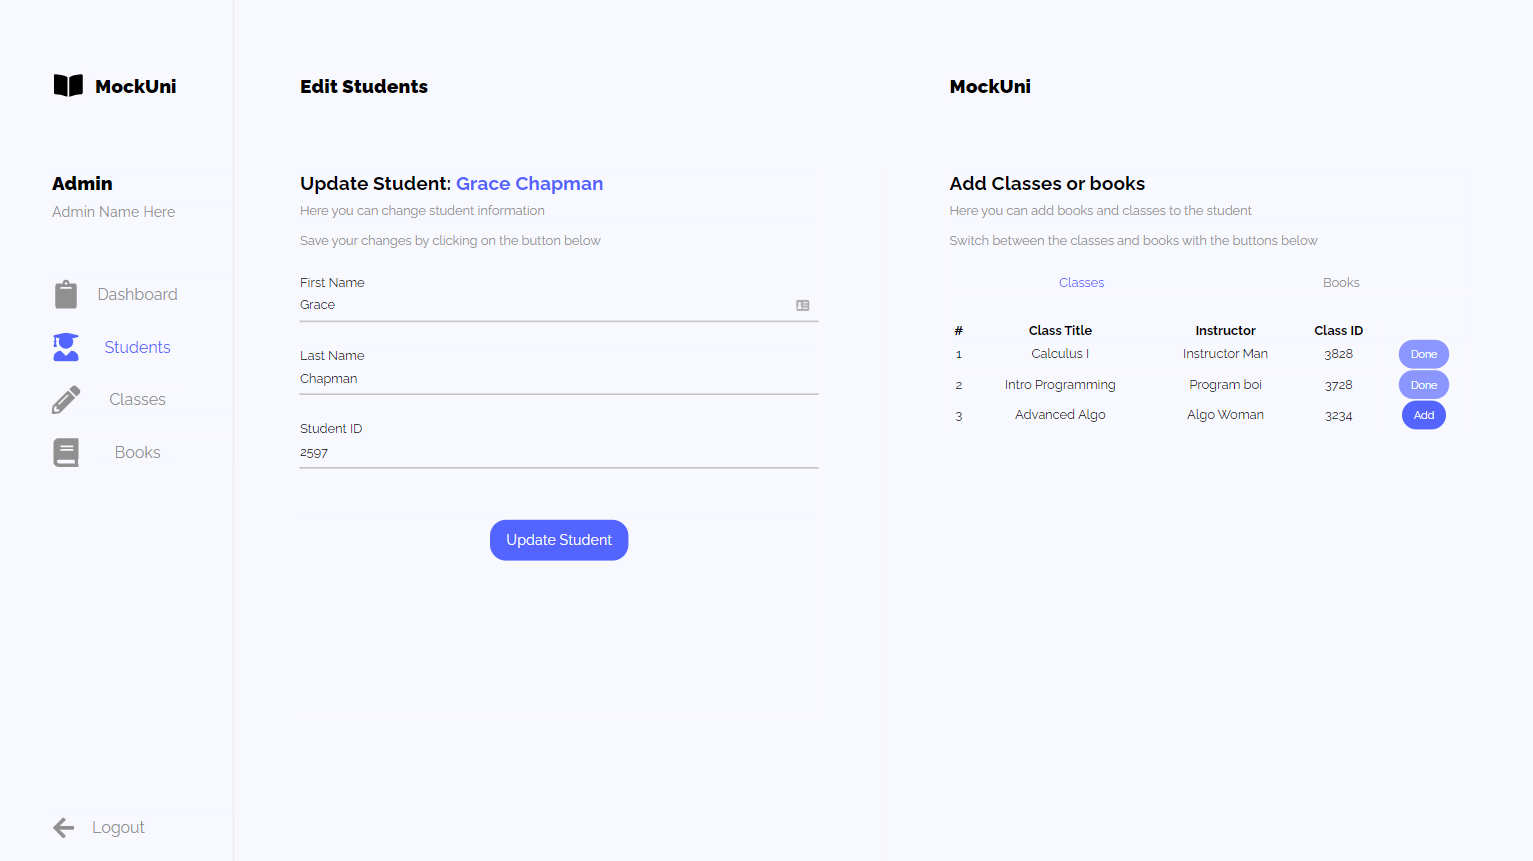 MockUni
Admin
Admin Name Here
Dashboard
Students
Classes
Books
Logout
Edit Students
Update Student: Grace Chapman
Here you can change student information
Save your changes by clicking on the button below
First Name
Grace
Last Name
Chapman
Student ID
2597
Update Student
MockUni
Add Classes or books
Here you can add books and classes to the student
Switch between the classes and books with the buttons below
Classes Books
# Class Title Instructor Class ID
1 Calculus I Instructor Man 3828 Done
2 Intro Programming Program boi 3728 Done
3 Advanced Algo Algo Woman 3234 Add